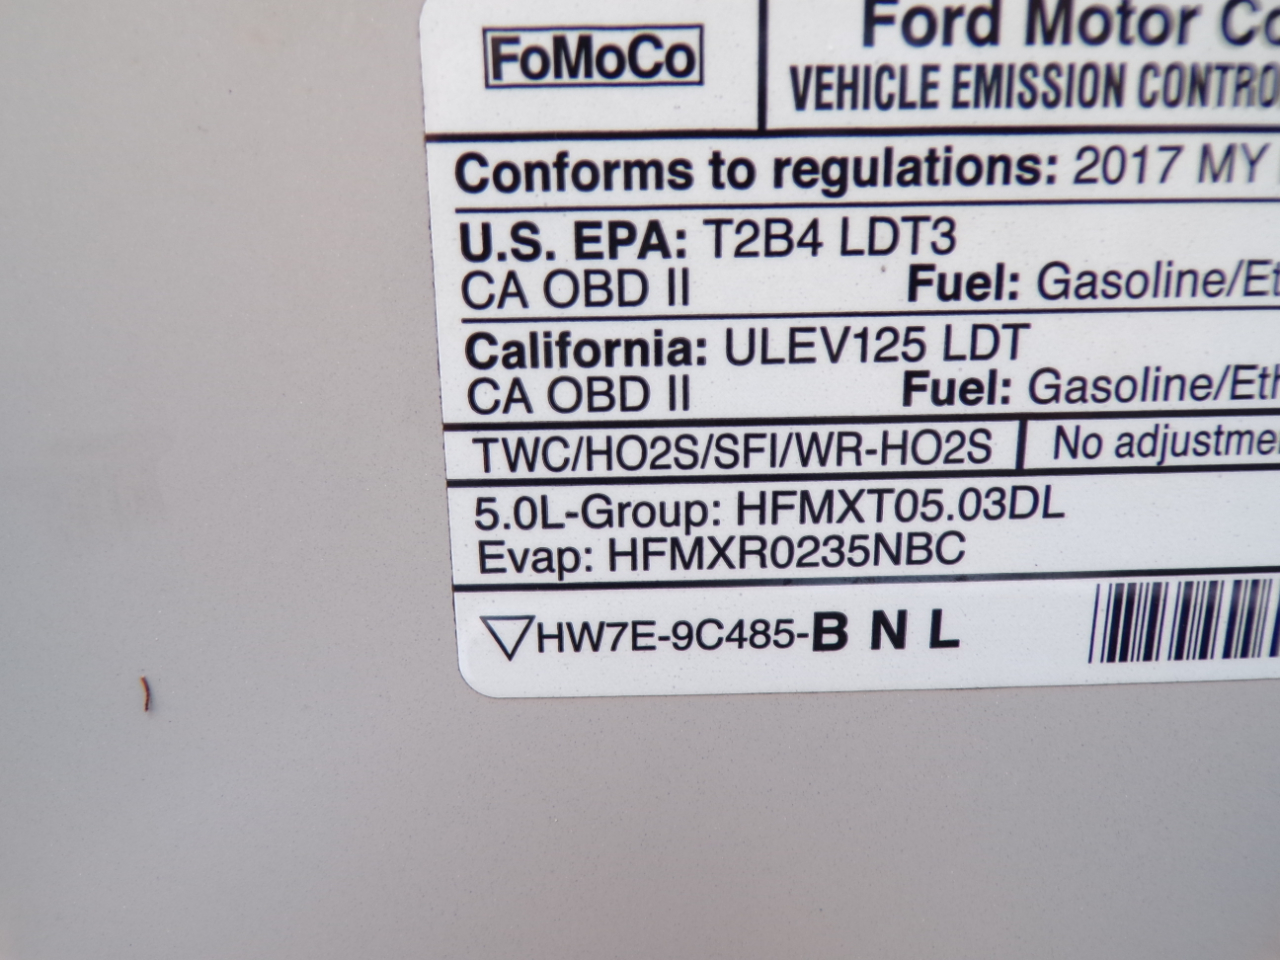 FoMoCo
Ford Motor Co
VEHICLE EMISSION CONTRO
Conforms to regulations: 2017 MY
U.S. EPA: T2B4 LDT3
CA OBD II Fuel: Gasoline/Et
California: ULEV125 LDT
CA OBD II Fuel: Gasoline/Eth
TWC/HO2S/SFI/WR-HO2S No adjustme
5.0L-Group: HFMXT05.03DL
Evap: HFMXR0235NBC
HW7E-9C485-B N L